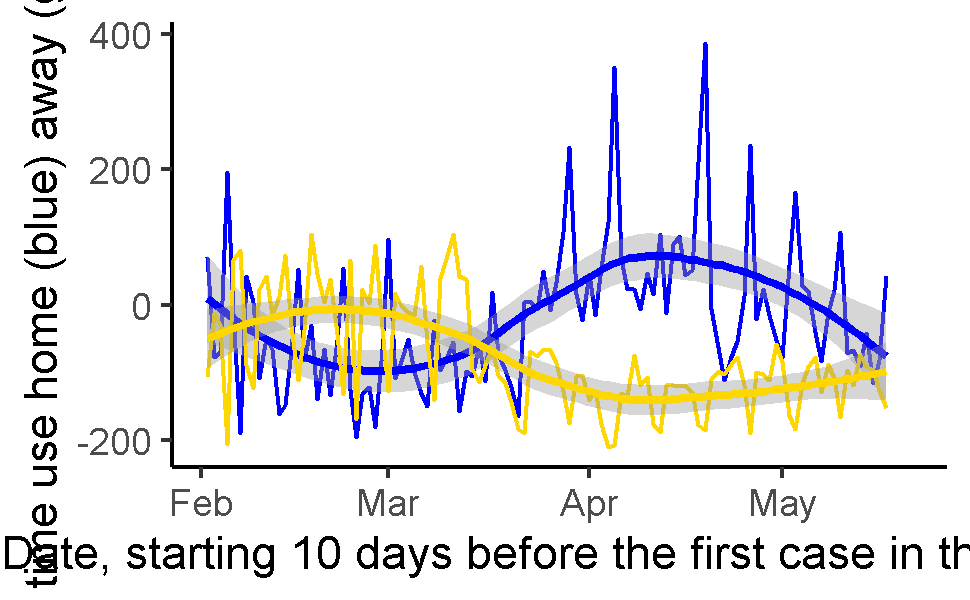 time use home (blue) away (
400
200
0
-200
Feb Mar Apr May
Date, starting 10 days before the first case in th